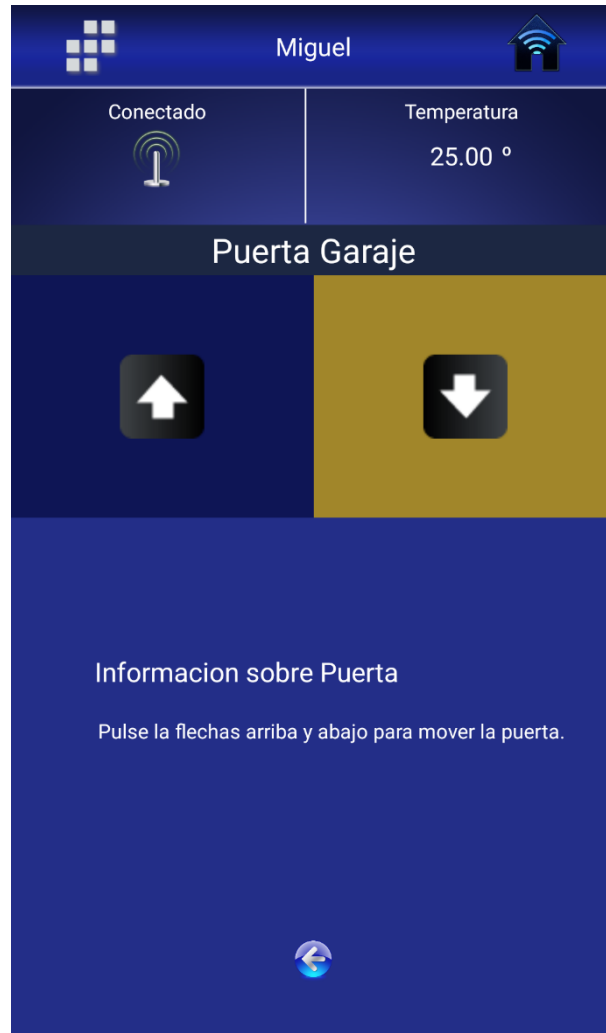 Miguel
Conectado
Temperatura
25.00 º
Puerta Garaje
Informacion sobre Puerta
Pulse la flechas arriba y abajo para mover la puerta.